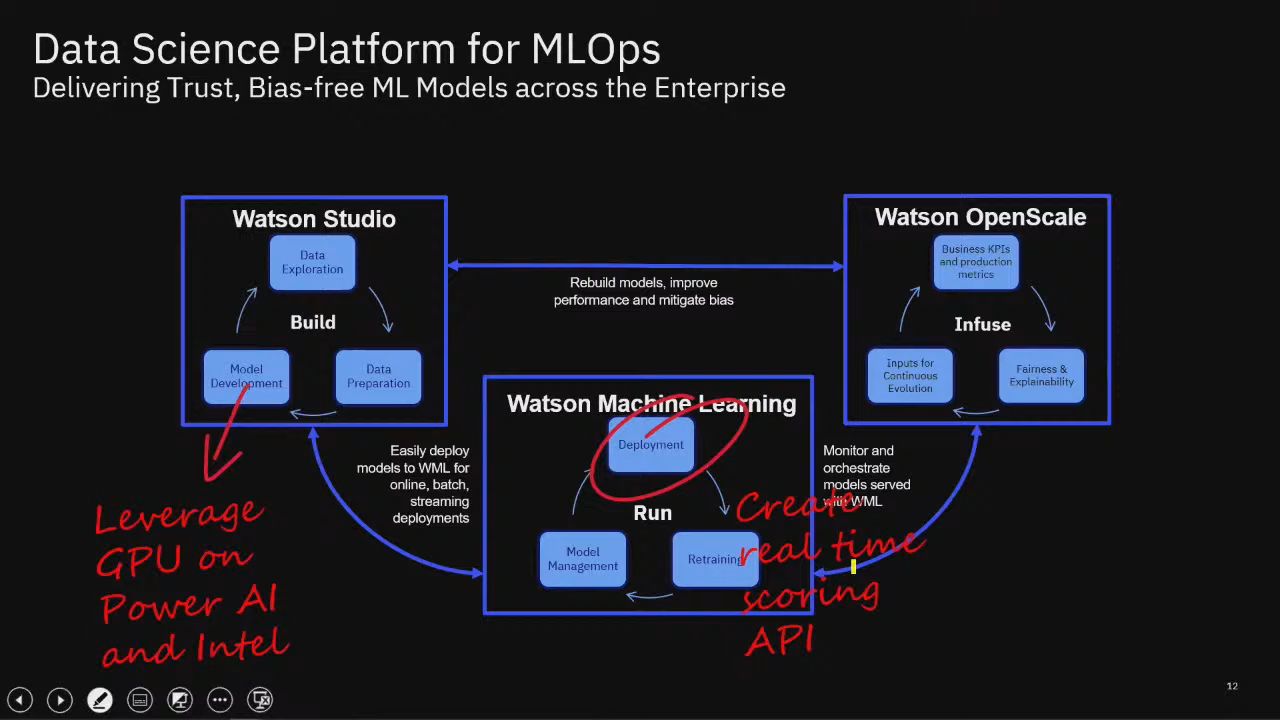 Data Science Platform for MLOps
Delivering Trust, Bias-free ML Models across the Enterprise
Watson Studio
Data
Exploration
Build
Model
Development
Data
Preparation
Rebuild models, improve
performance and mitigate bias
Watson OpenScale
Business KPIs
and production
metrics
Infuse
Inputs for
Continuous
Evolution
Fairness &
Explainability
Easily deploy
models to WML for
online, batch,
streaming
deployments
Watson Machine Learning
Deployment
Run
Model
Management
Retraining
Monitor and
orchestrate
models served
with WML
Leverage
GPU on
Power AI
and Intel
Create
real time
scoring
API
12